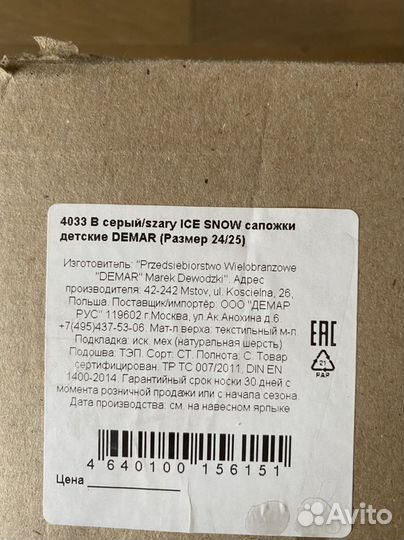 4033 B серый/szary ICE SNOW сапожки
детские DEMAR (Размер 24/25)
Изготовитель: "Przedsiebiorstwo Wielobranzowe
"DEMAR" Marek Dewodzki". Адрес
производителя: 42-242 Mstov, ul. Koscielna, 26,
Польша. Поставщик/импортёр: ООО "ДЕМАР
РУС" 119602 г.Москва, ул.Ак.Анохина д.6
+7(495)437-53-06. Мат-л верха: текстильный м-л.
Подкладка: иск. мех (натуральная шерсть)
Подошва: ТЭП. Сорт: СТ. Полнота: С. Товар
сертифицирован. ТР ТС 007/2011, DIN EN
1400-2014. Гарантийный срок носки 30 дней с
момента розничной продажи или с начала сезона.
Дата производства: см. на навесном ярлыке
EAC
21
PAP
4 640100 156151
Цена
Avito